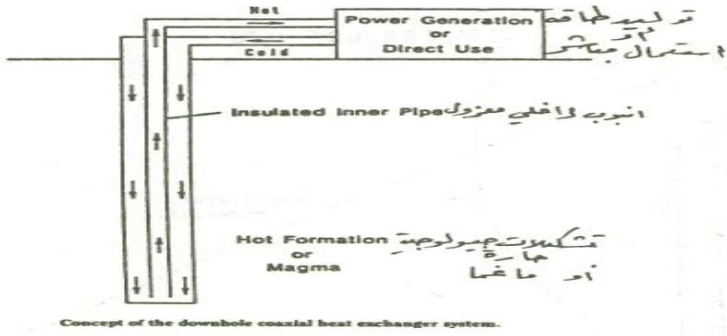 Hot
Power Generation توليد طاقة
or أو
Direct Use استعمال مباشر
Cold
Insulated Inner Pipe انبوب داخلي معزول
Hot Formation تشكيلات جيولوجية
or حارة
Magma أو ماغما
Concept of the downhole coaxial heat exchanger system.